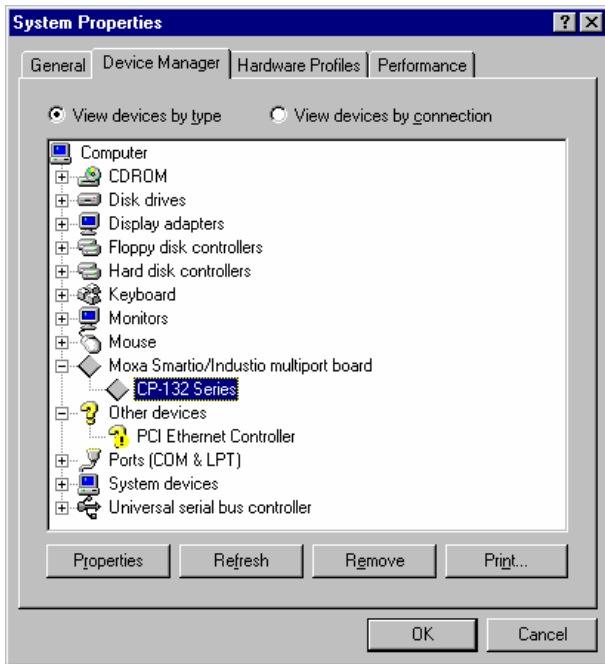 System Properties
General Device Manager Hardware Profiles Performance
View devices by type View devices by connection
Computer
CDROM
Disk drives
Display adapters
Floppy disk controllers
Hard disk controllers
Keyboard
Monitors
Mouse
Moxa Smartio/Industio multiport board
CP-132 Series
Other devices
PCI Ethernet Controller
Ports (COM & LPT)
System devices
Universal serial bus controller
Properties Refresh Remove Print...
OK Cancel